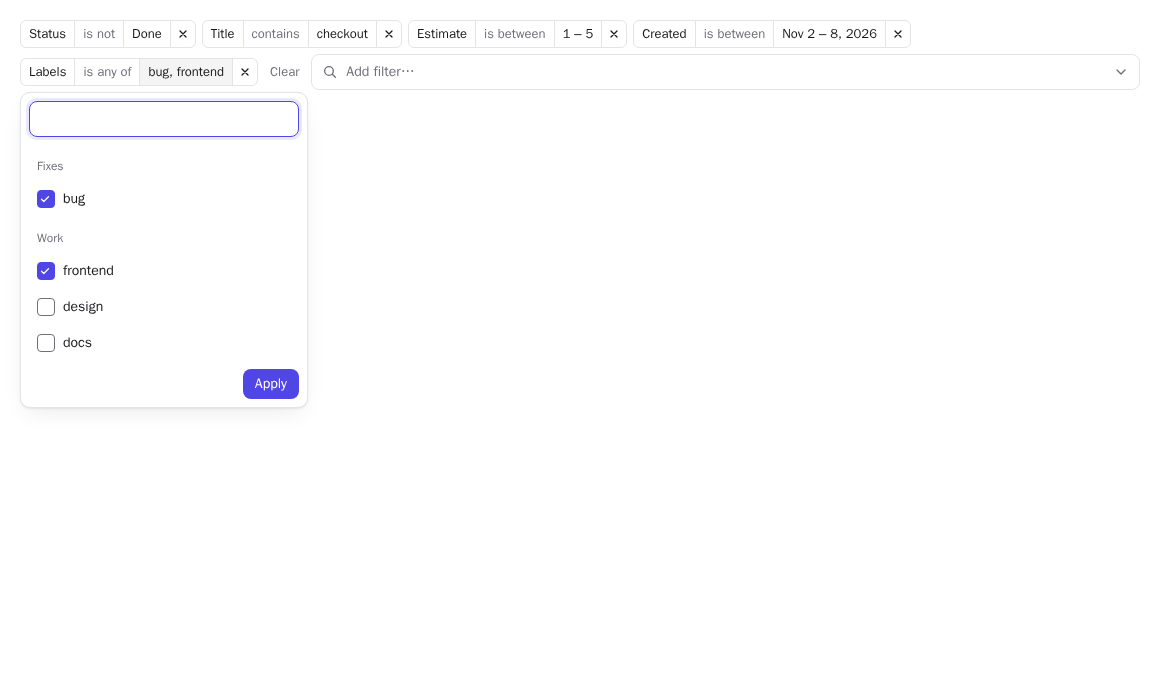 Status is not Done Title contains checkout Estimate is between 1 – 5 Created is between Nov 2 – 8, 2026
Labels is any of bug, frontend Clear Add filter···
Fixes
bug
Work
frontend
design
docs
Apply